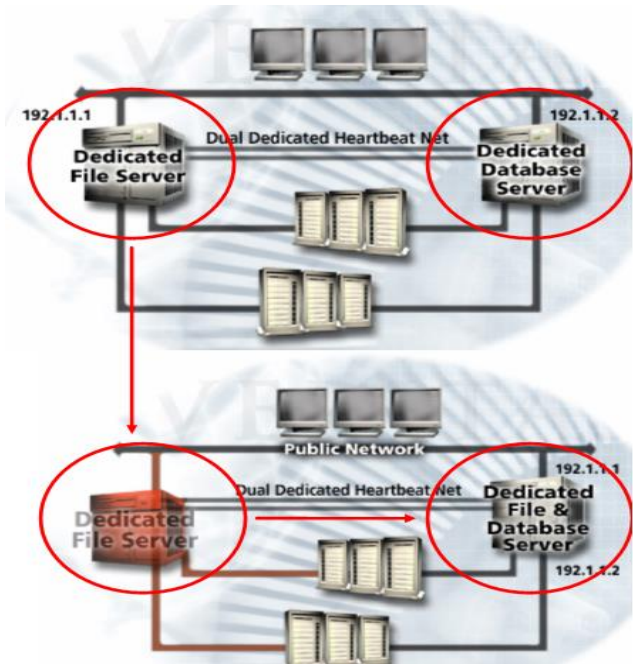 192.1.1.1
192.1.1.2
Dual Dedicated Heartbeat Net
Dedicated
File Server
Dedicated
Database
Server
Public Network
192.1.1.1
Dual Dedicated Heartbeat Net
Dedicated
File Server
Dedicated
File &
Database
Server
192.1.1.2